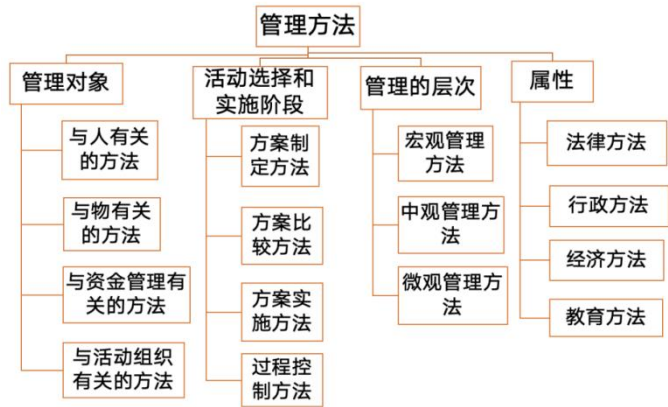 管理方法
管理对象
与人有关
的方法
与物有关
的方法
与资金管理有
关的方法
与活动组织
有关的方法
活动选择和
实施阶段
方案制
定方法
方案比
较方法
方案实
施方法
过程控
制方法
管理的层次
宏观管理
方法
中观管理方
法
微观管理方
法
属性
法律方法
行政方法
经济方法
教育方法